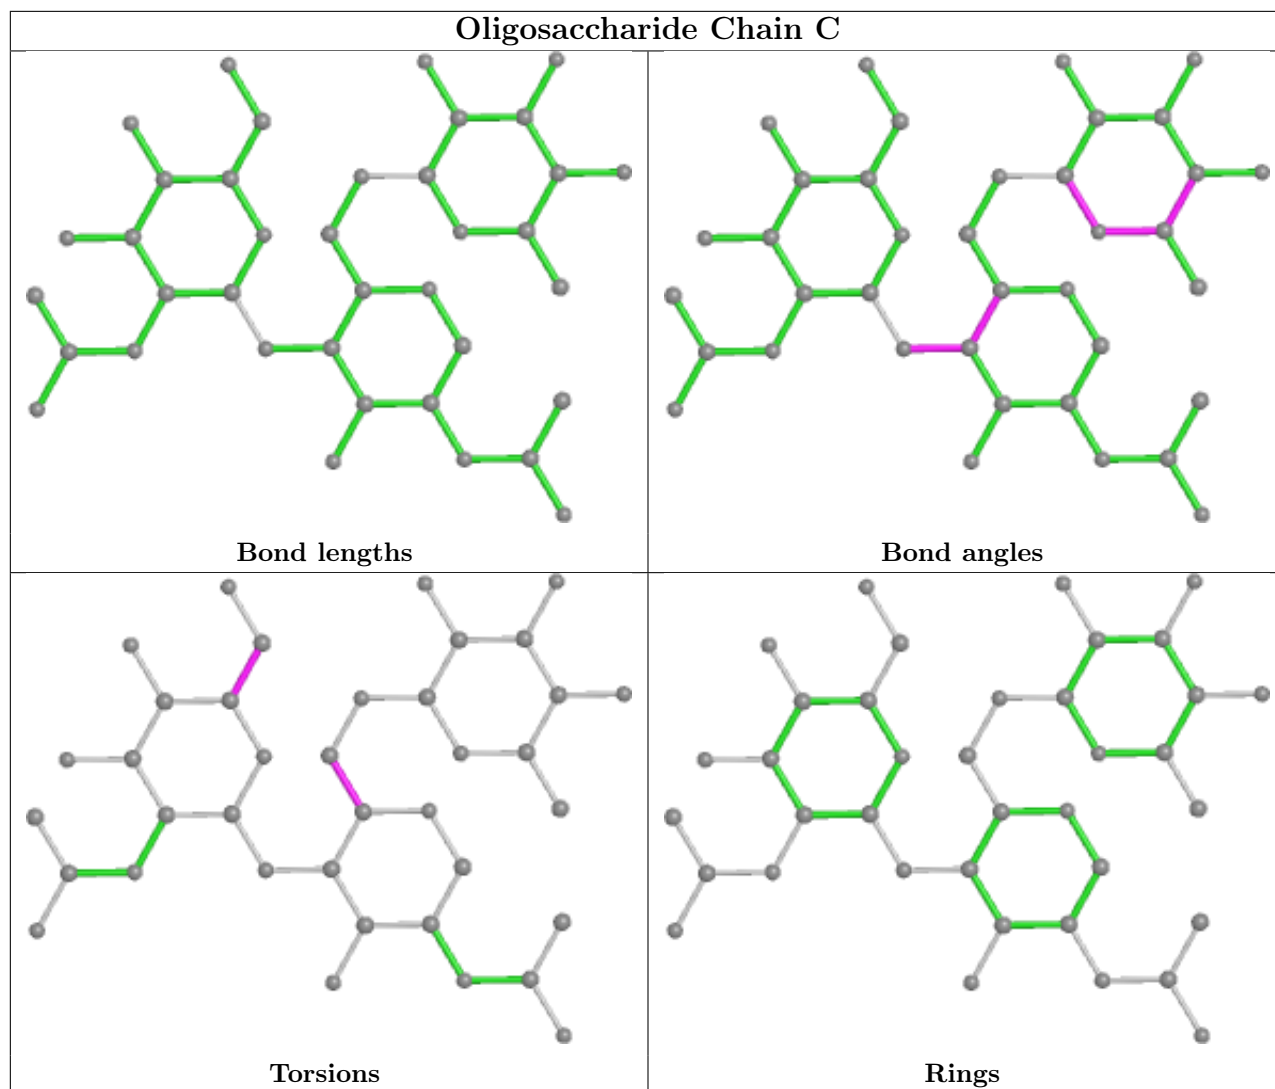 Oligosaccharide Chain C
Bond lengths
Bond angles
Torsions
Rings